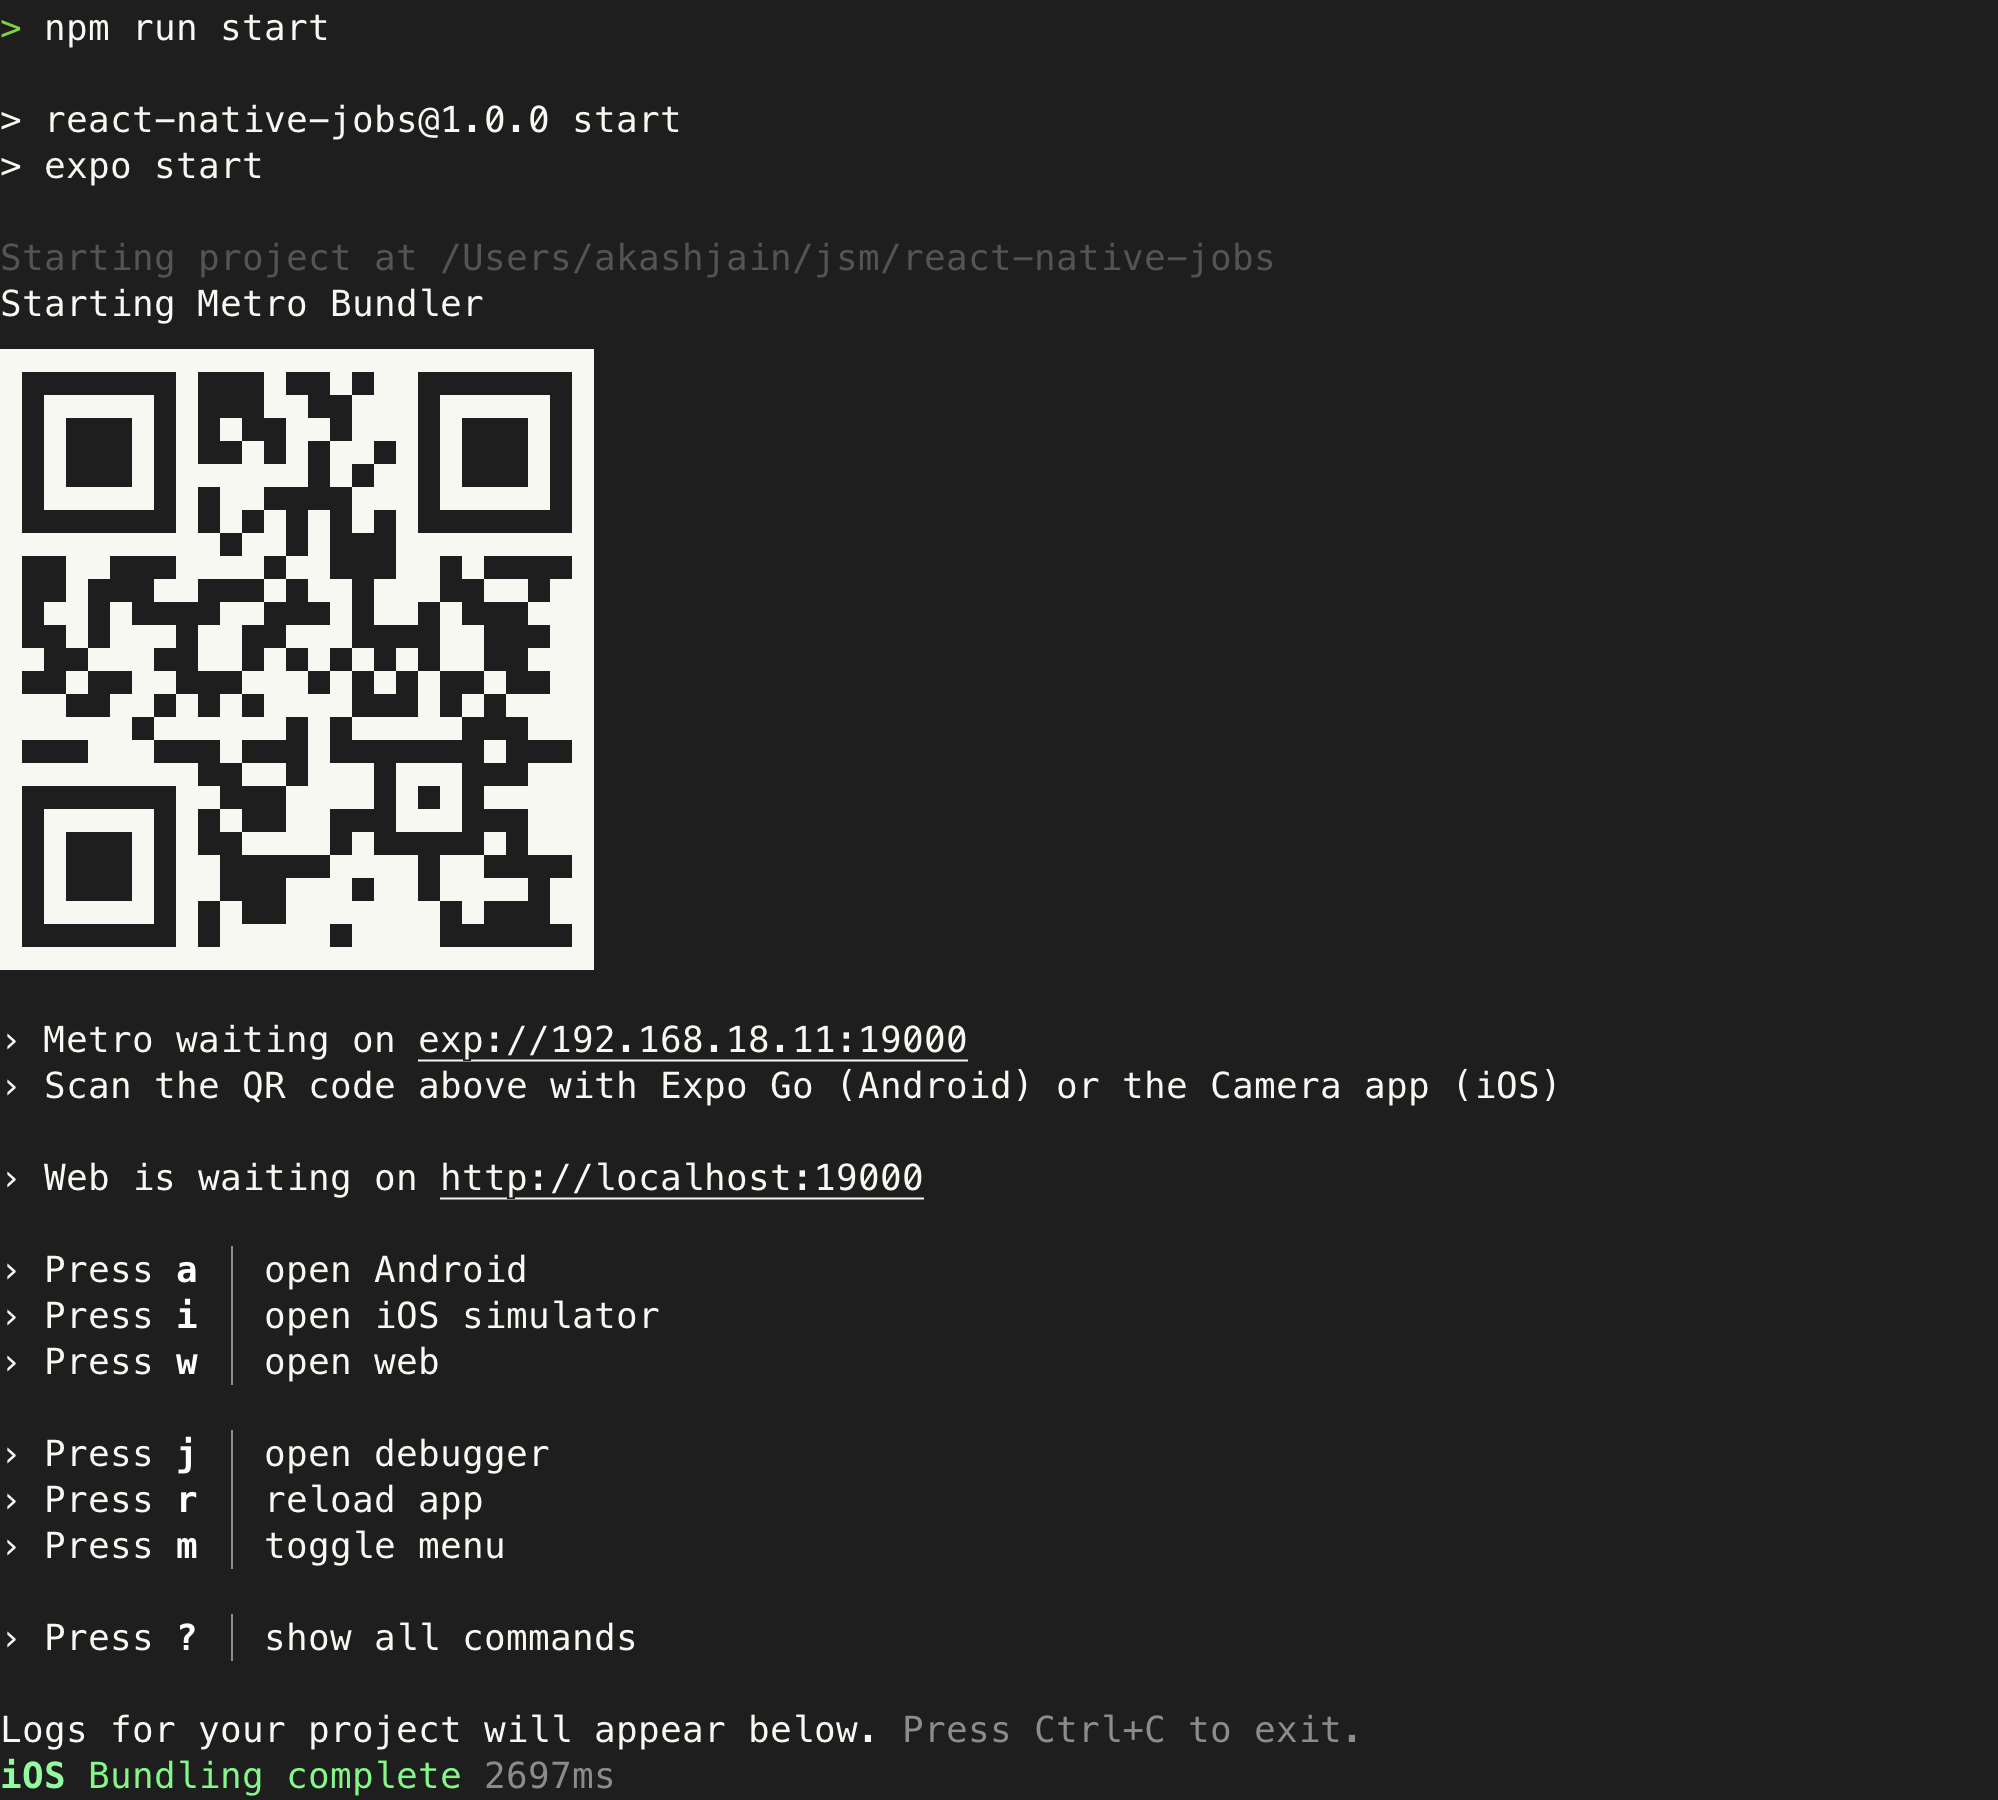 > npm run start
> react-native-jobs@1.0.0 start
> expo start
Starting project at /Users/akashjain/jsm/react-native-jobs
Starting Metro Bundler
› Metro waiting on exp://192.168.18.11:19000
› Scan the QR code above with Expo Go (Android) or the Camera app (iOS)
› Web is waiting on http://localhost:19000
› Press a │ open Android
› Press i │ open iOS simulator
› Press w │ open web
› Press j │ open debugger
› Press r │ reload app
› Press m │ toggle menu
› Press ? │ show all commands
Logs for your project will appear below. Press Ctrl+C to exit.
iOS Bundling complete 2697ms